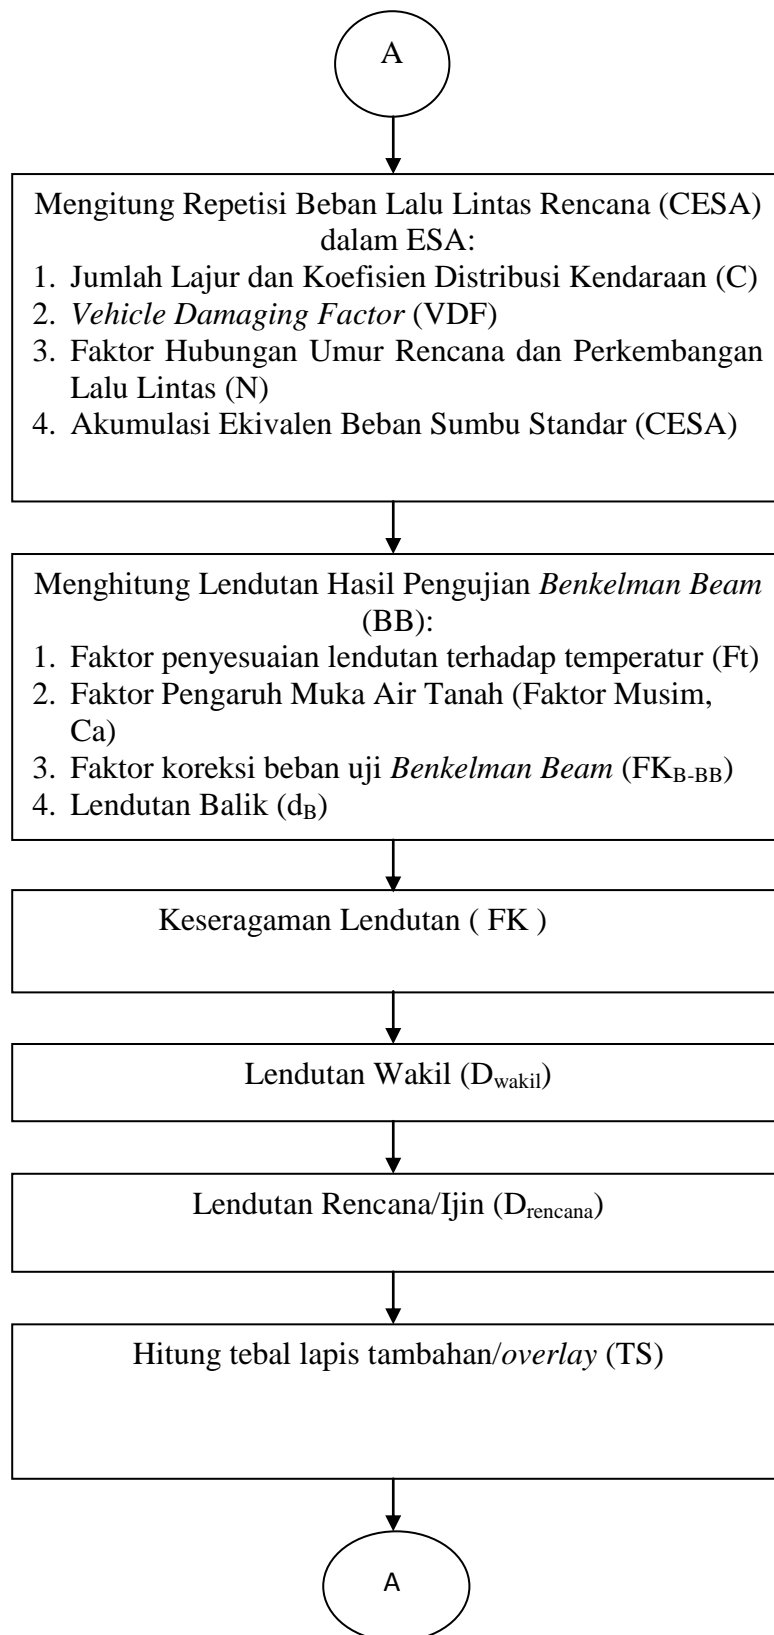 A
Mengitung Repetisi Beban Lalu Lintas Rencana (CESA)
dalam ESA:
1. Jumlah Lajur dan Koefisien Distribusi Kendaraan (C)
2. Vehicle Damaging Factor (VDF)
3. Faktor Hubungan Umur Rencana dan Perkembangan
Lalu Lintas (N)
4. Akumulasi Ekivalen Beban Sumbu Standar (CESA)
Menghitung Lendutan Hasil Pengujian Benkelman Beam
(BB):
1. Faktor penyesuaian lendutan terhadap temperatur (Ft)
2. Faktor Pengaruh Muka Air Tanah (Faktor Musim,
Ca)
3. Faktor koreksi beban uji Benkelman Beam (FKB-BB)
4. Lendutan Balik (dB)
Keseragaman Lendutan ( FK )
Lendutan Wakil (Dwakil)
Lendutan Rencana/Ijin (Drencana)
Hitung tebal lapis tambahan/overlay (TS)
A